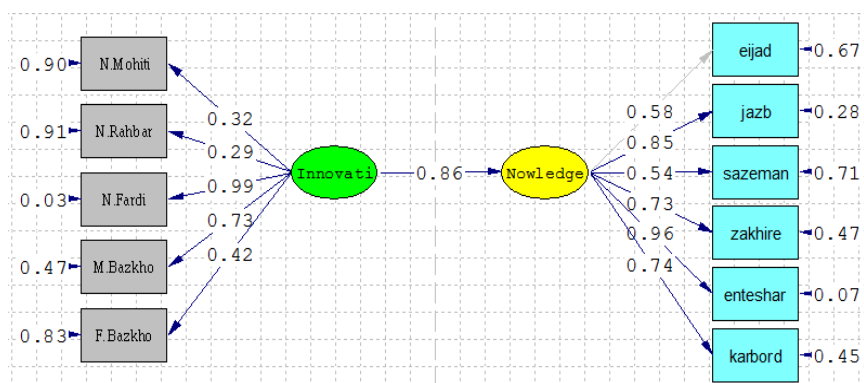 0.90 N.Mohiti
0.91 N.Rahbar
0.03 N.Fardi
0.47 M.Bazkho
0.83 F.Bazkho
0.32
0.29
0.99
0.73
0.42
Innovati
0.86
Nowledge
0.58
0.85
0.54
0.73
0.96
0.74
eijad 0.67
jazb 0.28
sazeman 0.71
zakhire 0.47
enteshar 0.07
karbord 0.45